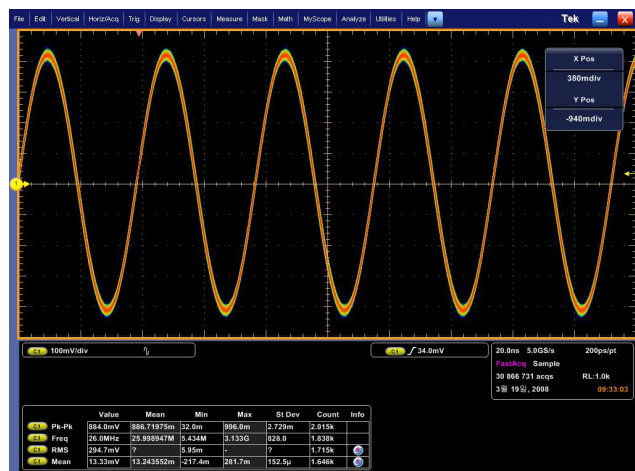 File Edit Vertical Horiz/Acq Trig Display Cursors Measure Mask Math MyScope Analyze Utilities Help Tek
X Pos
380mdiv
Y Pos
-940mdiv
1
C1 100mV/div
C1 34.0mV
20.0ns 5.0GS/s 200ps/pt
FastAcq Sample
30 866 731 acqs RL:1.0k
3월 19일, 2008 09:33:03
Value Mean Min Max St Dev Count Info
C1 Pk-Pk 884.0mV 886.71975m 32.0m 996.0m 2.729m 2.015k
C1 Freq 26.0MHz 25.998947M 5.434M 3.133G 828.0 1.838k
C1 RMS 294.7mV ? 5.95m - ? 1.715k
C1 Mean 13.33mV 13.243552m -217.4m 281.7m 152.5µ 1.646k